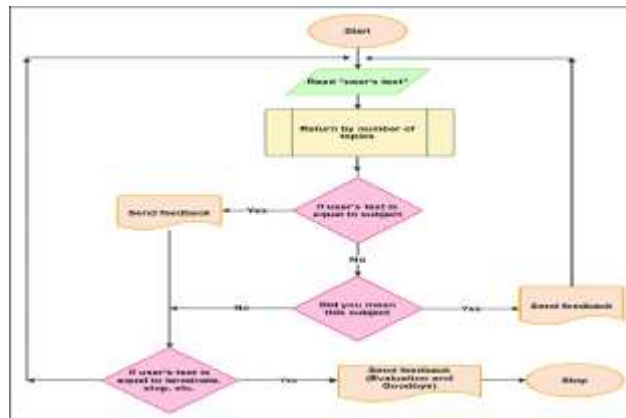 Start
Read "user's text"
Return by number of
topics
If user's text is
equal to subject
Yes
Send feedback
No
Did you mean
this subject
No
Yes
Send feedback
If user's text is
equal to terminate,
stop, etc.
Yes
Send feedback
(Evaluation and
Goodbye)
Stop